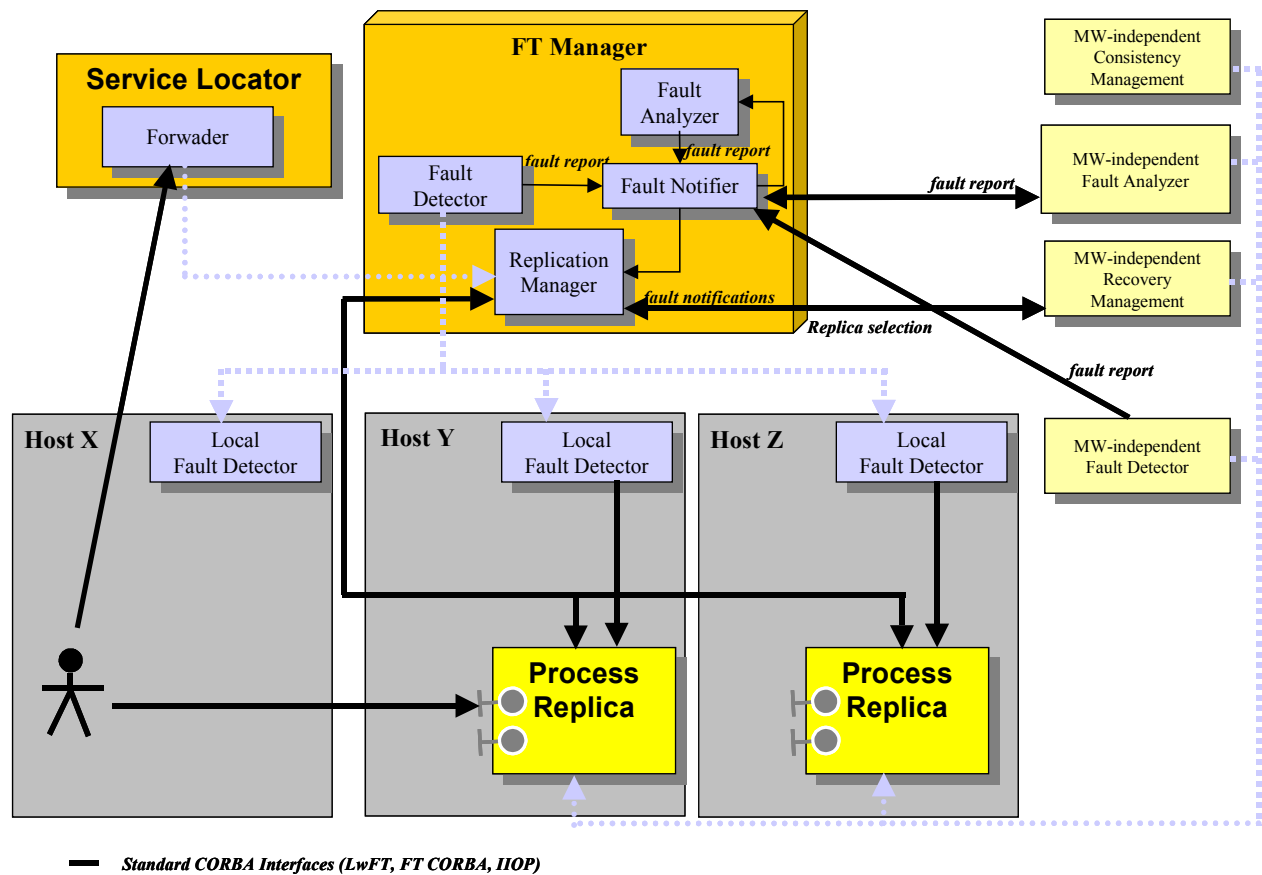 FT Manager
Service Locator
Forwader
Fault
Analyzer
fault report
fault report
Fault
Detector
Fault Notifier
Replication
Manager
fault notifications
Replica selection
fault report
fault report
MW-independent
Consistency
Management
MW-independent
Fault Analyzer
MW-independent
Recovery
Management
MW-independent
Fault Detector
Host X
Local
Fault Detector
Host Y
Local
Fault Detector
Host Z
Local
Fault Detector
Process
Replica
Process
Replica
Standard CORBA Interfaces (LwFT, FT CORBA, IIOP)